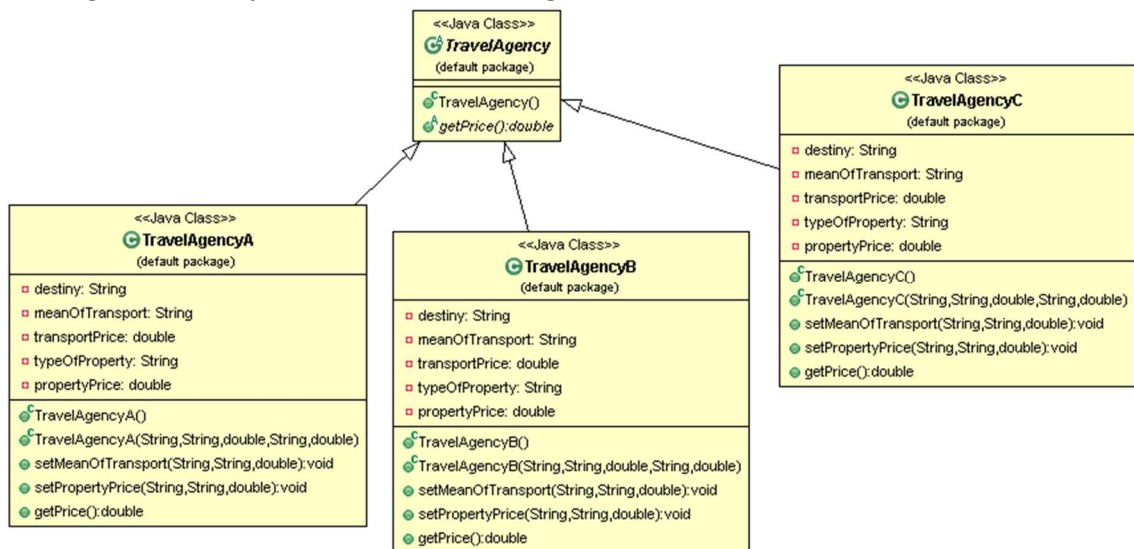 <<Java Class>>
TravelAgency
(default package)
TravelAgency()
getPrice():double
<<Java Class>>
TravelAgencyA
(default package)
destiny: String
meanOfTransport: String
transportPrice: double
typeOfProperty: String
propertyPrice: double
TravelAgencyA()
TravelAgencyA(String,String,double,String,double)
setMeanOfTransport(String,String,double):void
setPropertyPrice(String,String,double):void
getPrice():double
<<Java Class>>
TravelAgencyB
(default package)
destiny: String
meanOfTransport: String
transportPrice: double
typeOfProperty: String
propertyPrice: double
TravelAgencyB()
TravelAgencyB(String,String,double,String,double)
setMeanOfTransport(String,String,double):void
setPropertyPrice(String,String,double):void
getPrice():double
<<Java Class>>
TravelAgencyC
(default package)
destiny: String
meanOfTransport: String
transportPrice: double
typeOfProperty: String
propertyPrice: double
TravelAgencyC()
TravelAgencyC(String,String,double,String,double)
setMeanOfTransport(String,String,double):void
setPropertyPrice(String,String,double):void
getPrice():double